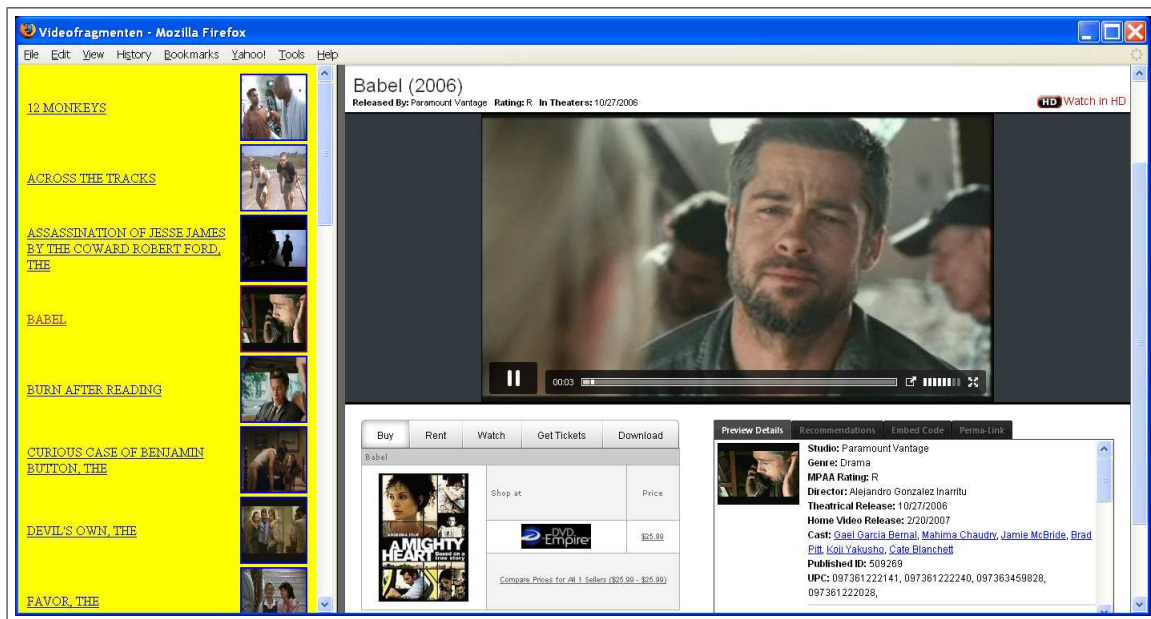 Videofragmenten - Mozilla Firefox
File Edit View History Bookmarks Yahoo! Tools Help
12 MONKEYS
ACROSS THE TRACKS
ASSASSINATION OF JESSE JAMES
BY THE COWARD ROBERT FORD,
THE
BABEL
BURN AFTER READING
CURIOUS CASE OF BENJAMIN
BUTTON, THE
DEVIL'S OWN, THE
FAVOR, THE
Babel (2006)
Released By: Paramount Vantage Rating: R In Theaters: 10/27/2006
HD Watch in HD
00:03
Buy Rent Watch Get Tickets Download
Babel
Shop at Price
ANGELINA JOLIE
A MIGHTY
HEART
Based on a
true story
DVD
Empire
$25.99
Compare Prices for All 1 Sellers ($25.99 - $25.99)
Preview Details Recommendations Embed Code Perma-Link
Studio: Paramount Vantage
Genre: Drama
MPAA Rating: R
Director: Alejandro Gonzalez Inarritu
Theatrical Release: 10/27/2006
Home Video Release: 2/20/2007
Cast: Gael Garcia Bernal, Mahima Chaudry, Jamie McBride, Brad
Pitt, Koji Yakusho, Cate Blanchett
Published ID: 509269
UPC: 097361222141, 097361222240, 097363459828,
097361222028,